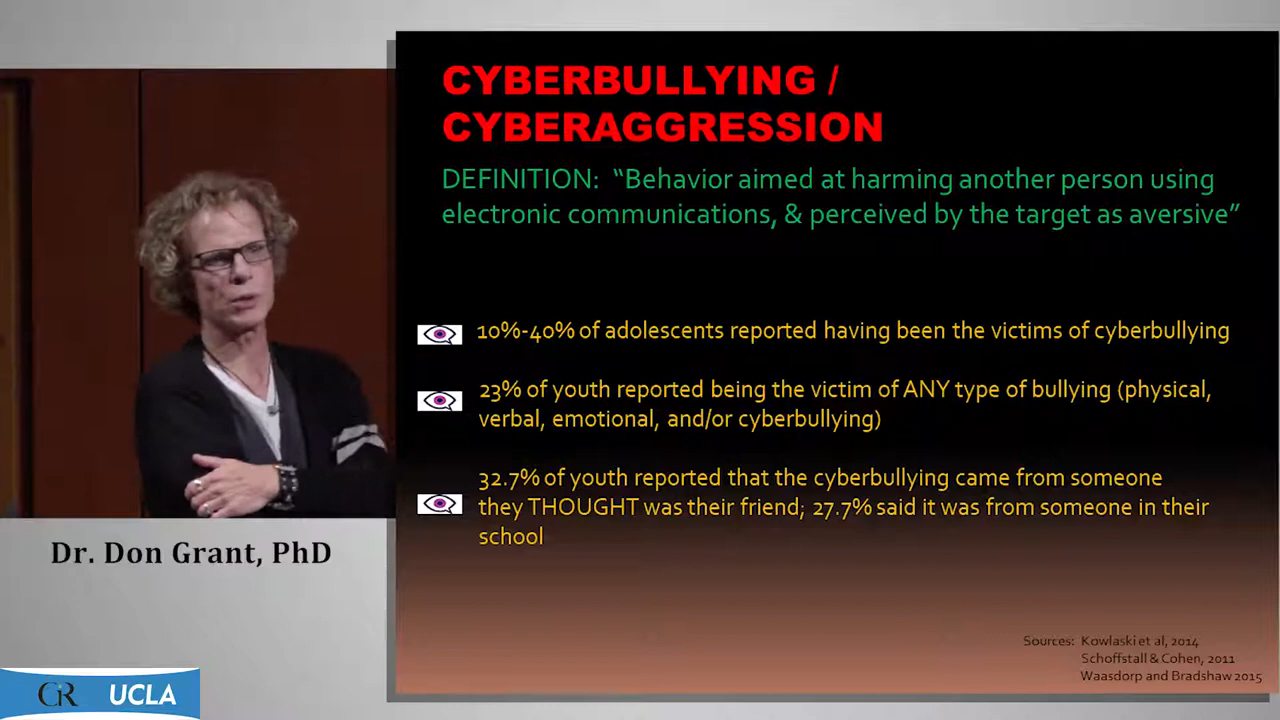 CYBERBULLYING /
CYBERAGGRESSION
DEFINITION: “Behavior aimed at harming another person using
electronic communications, & perceived by the target as aversive”
10%-40% of adolescents reported having been the victims of cyberbullying
23% of youth reported being the victim of ANY type of bullying (physical,
verbal, emotional, and/or cyberbullying)
32.7% of youth reported that the cyberbullying came from someone
they THOUGHT was their friend; 27.7% said it was from someone in their
school
Sources: Kowlaski et al, 2014
Schoffstall & Cohen, 2011
Waasdorp and Bradshaw 2015
Dr. Don Grant, PhD
CIR UCLA